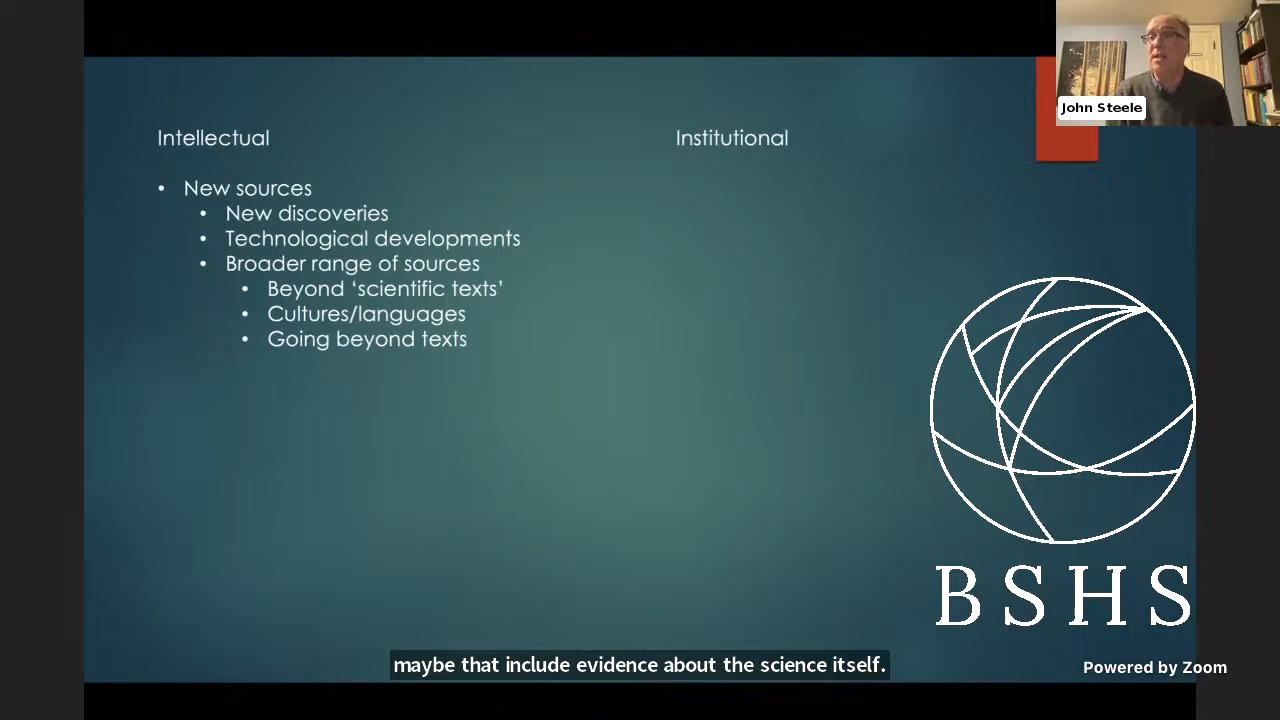 John Steele
Intellectual
Institutional
• New sources
• New discoveries
• Technological developments
• Broader range of sources
• Beyond ‘scientific texts’
• Cultures/languages
• Going beyond texts
BSHS
maybe that include evidence about the science itself.
Powered by Zoom